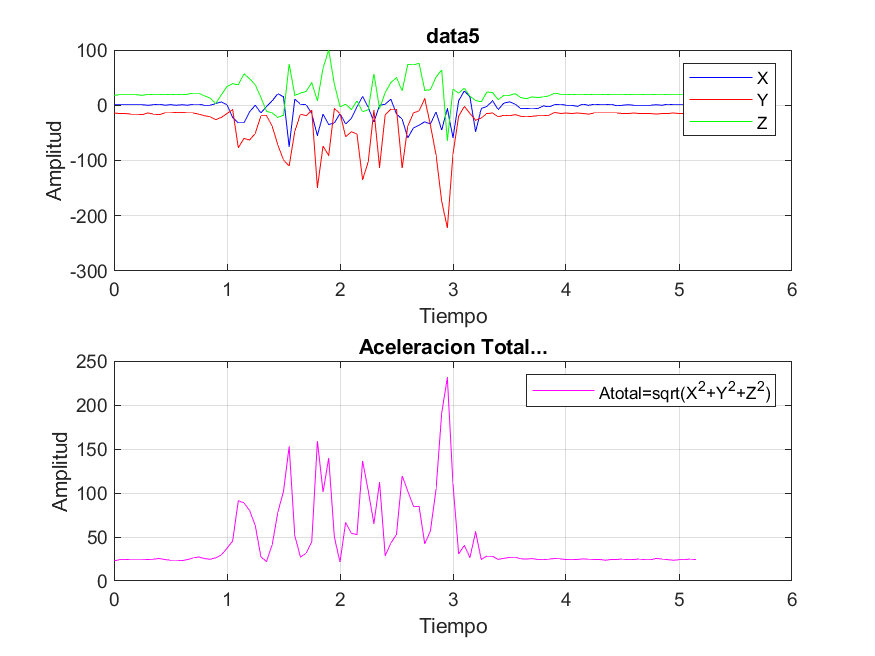 data5
Amplitud
100
0
-100
-200
-300
0 1 2 3 4 5 6
Tiempo
X
Y
Z
Aceleracion Total...
Amplitud
250
200
150
100
50
0
0 1 2 3 4 5 6
Tiempo
Atotal=sqrt(X²+Y²+Z²)